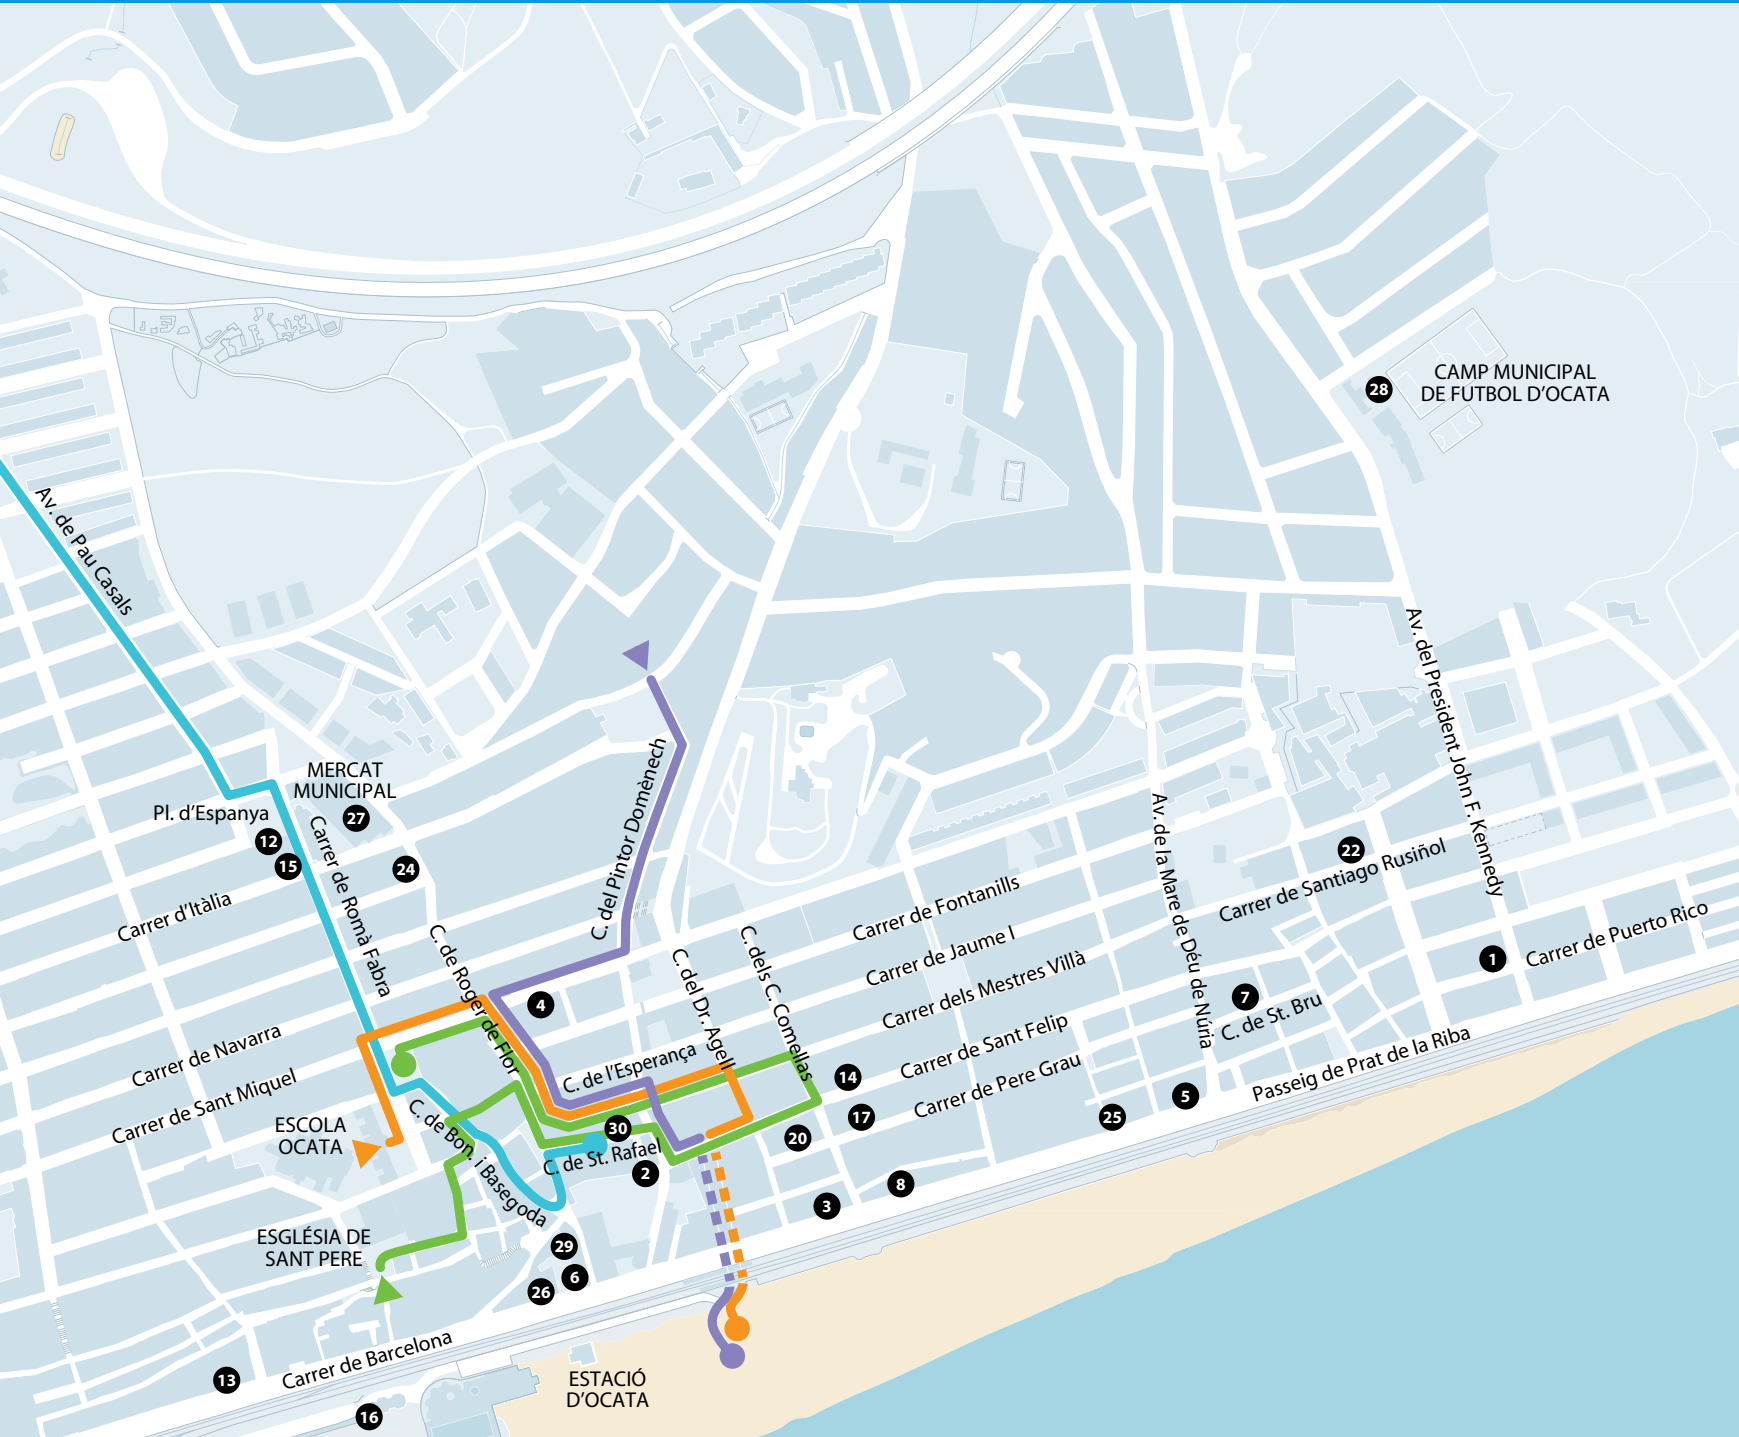 28
CAMP MUNICIPAL
DE FUTBOL D'OCATA
Av. de Pau Casals
Av. del President John F. Kennedy
MERCAT
MUNICIPAL
27
Pl. d'Espanya
12
15
24
Carrer de Romà Fabra
C. del Pintor Domènech
Av. de la Mare de Déu de Núria
22
Carrer de Santiago Rusiñol
Carrer d'Itàlia
Carrer de Fontanills
Carrer de Jaume I
Carrer dels Mestres Villà
C. de Roger de Flor
C. del Dr. Agell
C. dels C. Comellas
1
Carrer de Puerto Rico
4
7
C. de St. Bru
Carrer de Navarra
Carrer de Sant Miquel
C. de l'Esperança
Carrer de Sant Felip
Carrer de Pere Grau
Passeig de Prat de la Riba
14
17
20
5
25
ESCOLA
OCATA
C. de Bon. i Basegoda
30
C. de St. Rafael
2
8
3
ESGLÉSIA DE
SANT PERE
29
6
26
Carrer de Barcelona
13
16
ESTACIÓ
D'OCATA